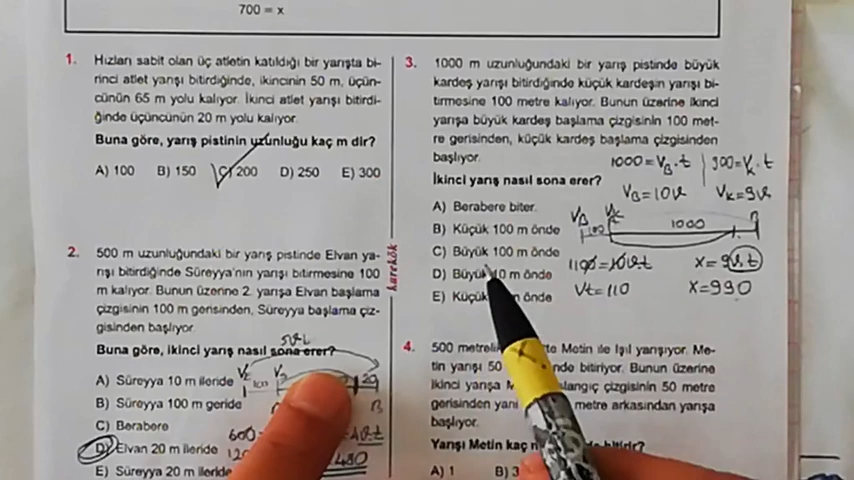 700 = x
1. Hızları sabit olan üç atletin katıldığı bir yarışta bi-
rinci atlet yarışı bitirdiğinde, ikincinin 50 m, üçün-
cünün 65 m yolu kalıyor. İkinci atlet yarışı bitirdi-
ğinde üçüncünün 20 m yolu kalıyor.
Buna göre, yarış pistinin uzunluğu kaç m dir?
A) 100 B) 150 C) 200 D) 250 E) 300
2. 500 m uzunluğundaki bir yarış pistinde Elvan ya-
rışı bitirdiğinde Süreyya'nın yarışı bitirmesine 100
m kalıyor. Bunun üzerine 2. yarışa Elvan başlama
çizgisinin 100 m gerisinden, Süreyya başlama çiz-
gisinden başlıyor.
Buna göre, ikinci yarış nasıl sona erer?
A) Süreyya 10 m ileride
B) Süreyya 100 m geride
C) Berabere
D) Elvan 20 m ileride
E) Süreyya 20 m ileride
karekök
3. 1000 m uzunluğundaki bir yarış pistinde büyük
kardeş yarışı bitirdiğinde küçük kardeşin yarışı bi-
tirmesine 100 metre kalıyor. Bunun üzerine ikinci
yarışa büyük kardeş başlama çizgisinin 100 met-
re gerisinden, küçük kardeş başlama çizgisinden
başlıyor.
1000 = VB . t
900 = VK . t
İkinci yarış nasıl sona erer?
VB = 10V VK = 9V
A) Berabere biter.
B) Küçük 100 m önde
VB VK
100 1000
C) Büyük 100 m önde
1100 = 10V.t x = 9V.t
D) Büyük 10 m önde
Vt = 110 x = 990
E) Küçük önde
4. 500 metreli Metin ile Işıl yarışıyor. Me-
tin yarışı 50 nde bitiriyor. Bunun üzerine
ikinci yarışa langıç çizgisinin 50 metre
gerisinden metre arkasından yarışa
başlıyor.
Yarışı Metin kaç bitirir?
A) 1 B) 3